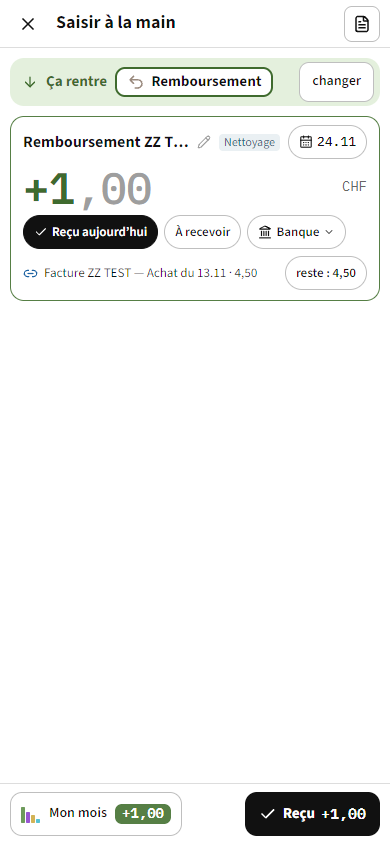 Saisir à la main
Ça rentre Remboursement changer
Remboursement ZZ T... Nettoyage 24.11
+1,00 CHF
Reçu aujourd'hui À recevoir Banque
Facture ZZ TEST — Achat du 13.11 · 4,50 reste : 4,50
Mon mois +1,00 Reçu +1,00